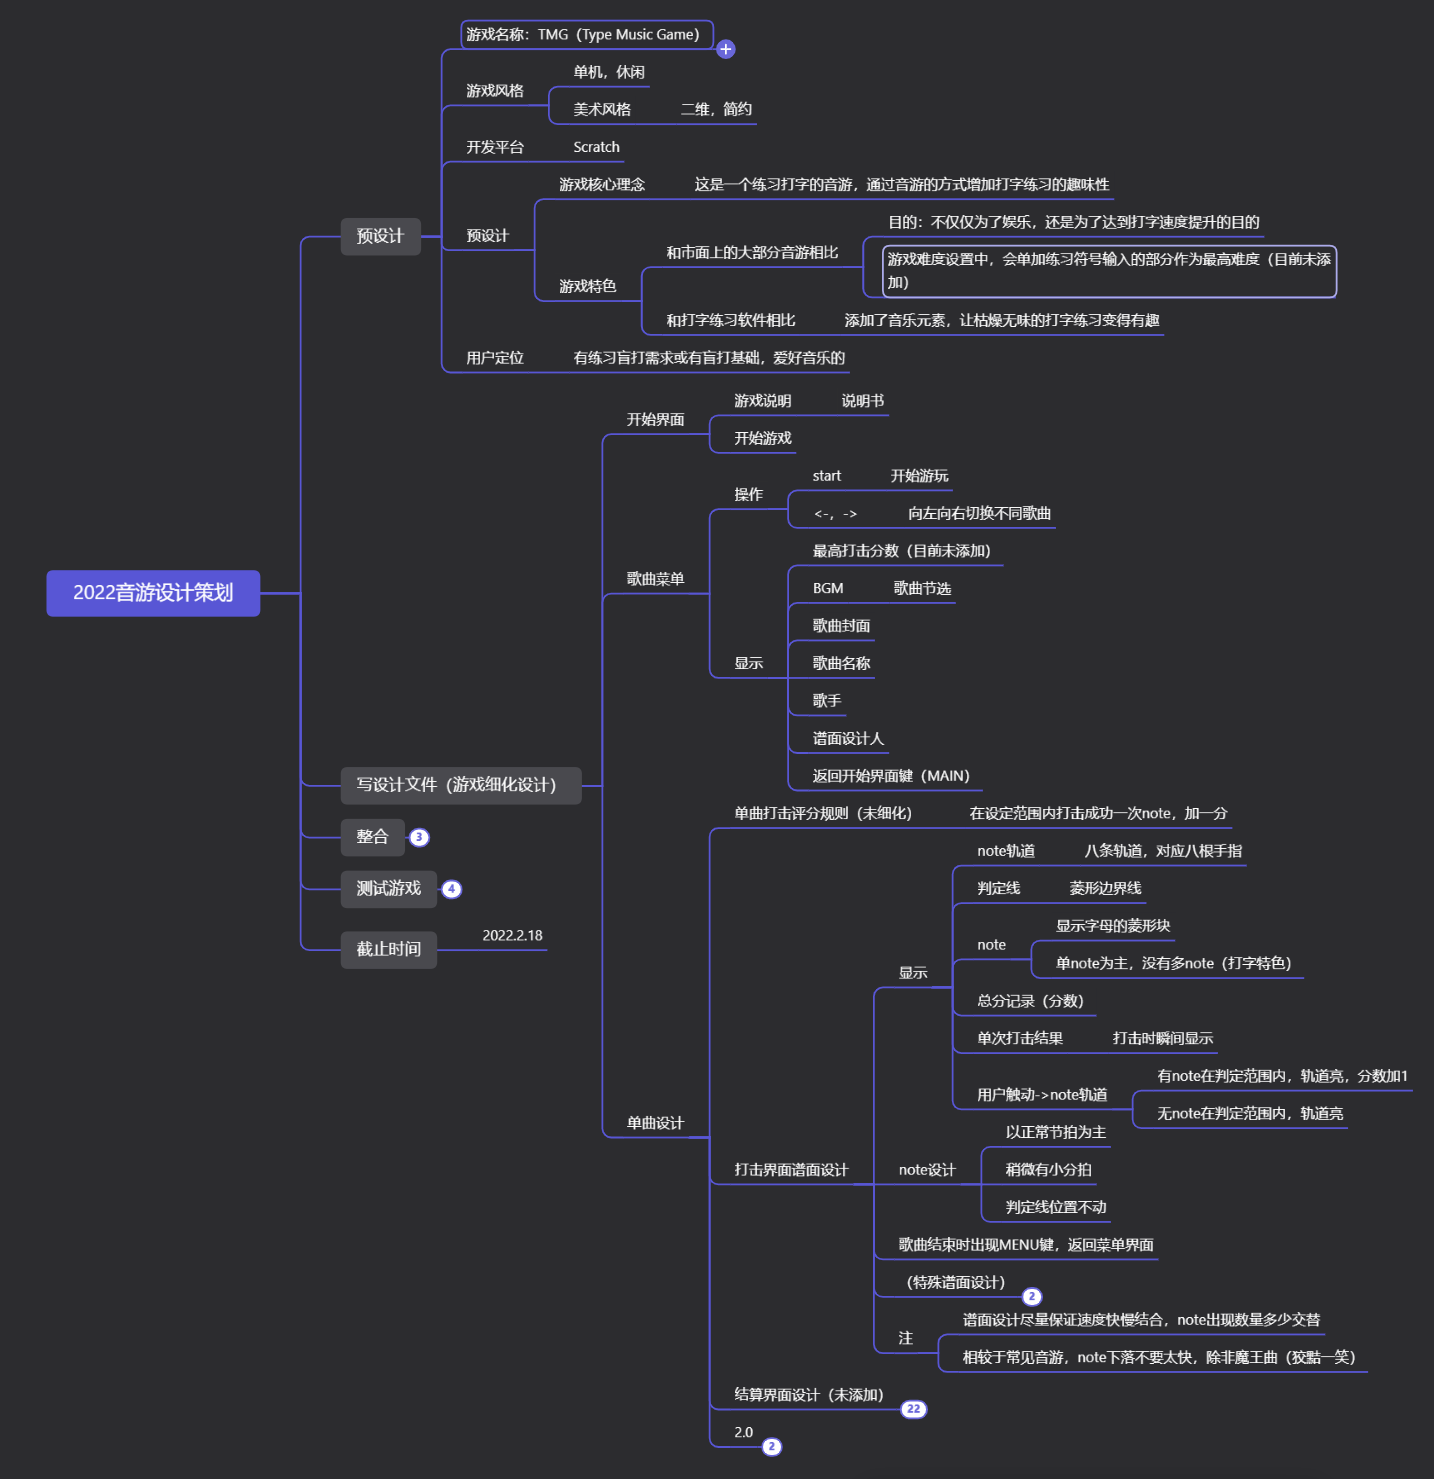 游戏名称：TMG（Type Music Game）
单机，休闲
游戏风格
美术风格
二维，简约
开发平台
Scratch
游戏核心理念
这是一个练习打字的音游，通过音游的方式增加打字练习的趣味性
目的：不仅仅为了娱乐，还是为了达到打字速度提升的目的
预设计
预设计
和市面上的大部分音游相比
游戏难度设置中，会单加练习符号输入的部分作为最高难度（目前未添
加）
游戏特色
和打字练习软件相比
添加了音乐元素，让枯燥无味的打字练习变得有趣
用户定位
有练习盲打需求或有盲打基础，爱好音乐的
游戏说明
说明书
开始界面
开始游戏
start
开始游玩
操作
<-，->
向左向右切换不同歌曲
最高打击分数（目前未添加）
歌曲菜单
BGM
歌曲节选
2022音游设计策划
歌曲封面
显示
歌曲名称
歌手
谱面设计人
返回开始界面键（MAIN）
写设计文件（游戏细化设计）
单曲打击评分规则（未细化）
在设定范围内打击成功一次note，加一分
整合
3
note轨道
八条轨道，对应八根手指
测试游戏
4
判定线
菱形边界线
显示字母的菱形块
截止时间
2022.2.18
note
单note为主，没有多note（打字特色）
显示
总分记录（分数）
单次打击结果
打击时瞬间显示
有note在判定范围内，轨道亮，分数加1
用户触动->note轨道
无note在判定范围内，轨道亮
单曲设计
以正常节拍为主
打击界面谱面设计
note设计
稍微有小分拍
判定线位置不动
歌曲结束时出现MENU键，返回菜单界面
（特殊谱面设计）
2
谱面设计尽量保证速度快慢结合，note出现数量多少交替
注
相较于常见音游，note下落不要太快，除非魔王曲（狡黠一笑）
结算界面设计（未添加）
22
2.0
2